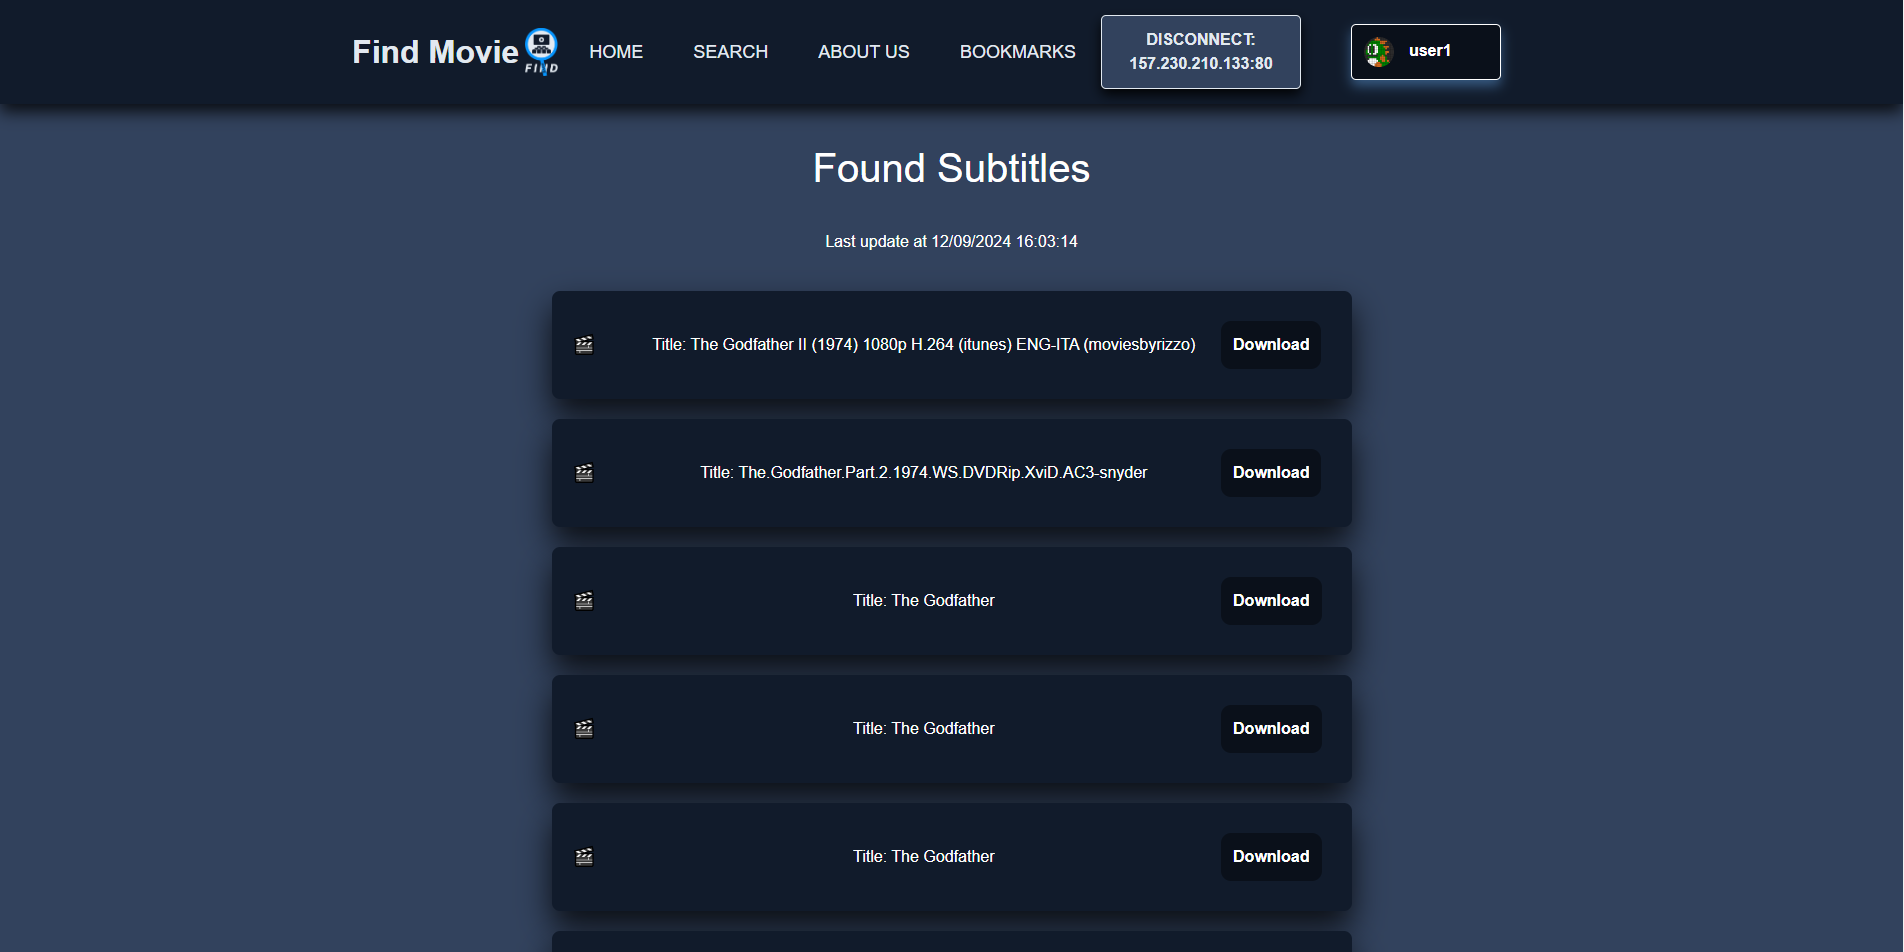 Find Movie
FIND
HOME
SEARCH
ABOUT US
BOOKMARKS
DISCONNECT:
157.230.210.133:80
user1
Found Subtitles
Last update at 12/09/2024 16:03:14
Title: The Godfather II (1974) 1080p H.264 (itunes) ENG-ITA (moviesbyrizzo)
Download
Title: The.Godfather.Part.2.1974.WS.DVDRip.XviD.AC3-snyder
Download
Title: The Godfather
Download
Title: The Godfather
Download
Title: The Godfather
Download